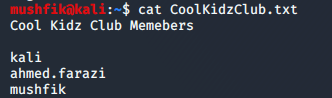 mushfik@kali:~$ cat CoolKidzClub.txt
Cool Kidz Club Memebers

kali
ahmed.farazi
mushfik